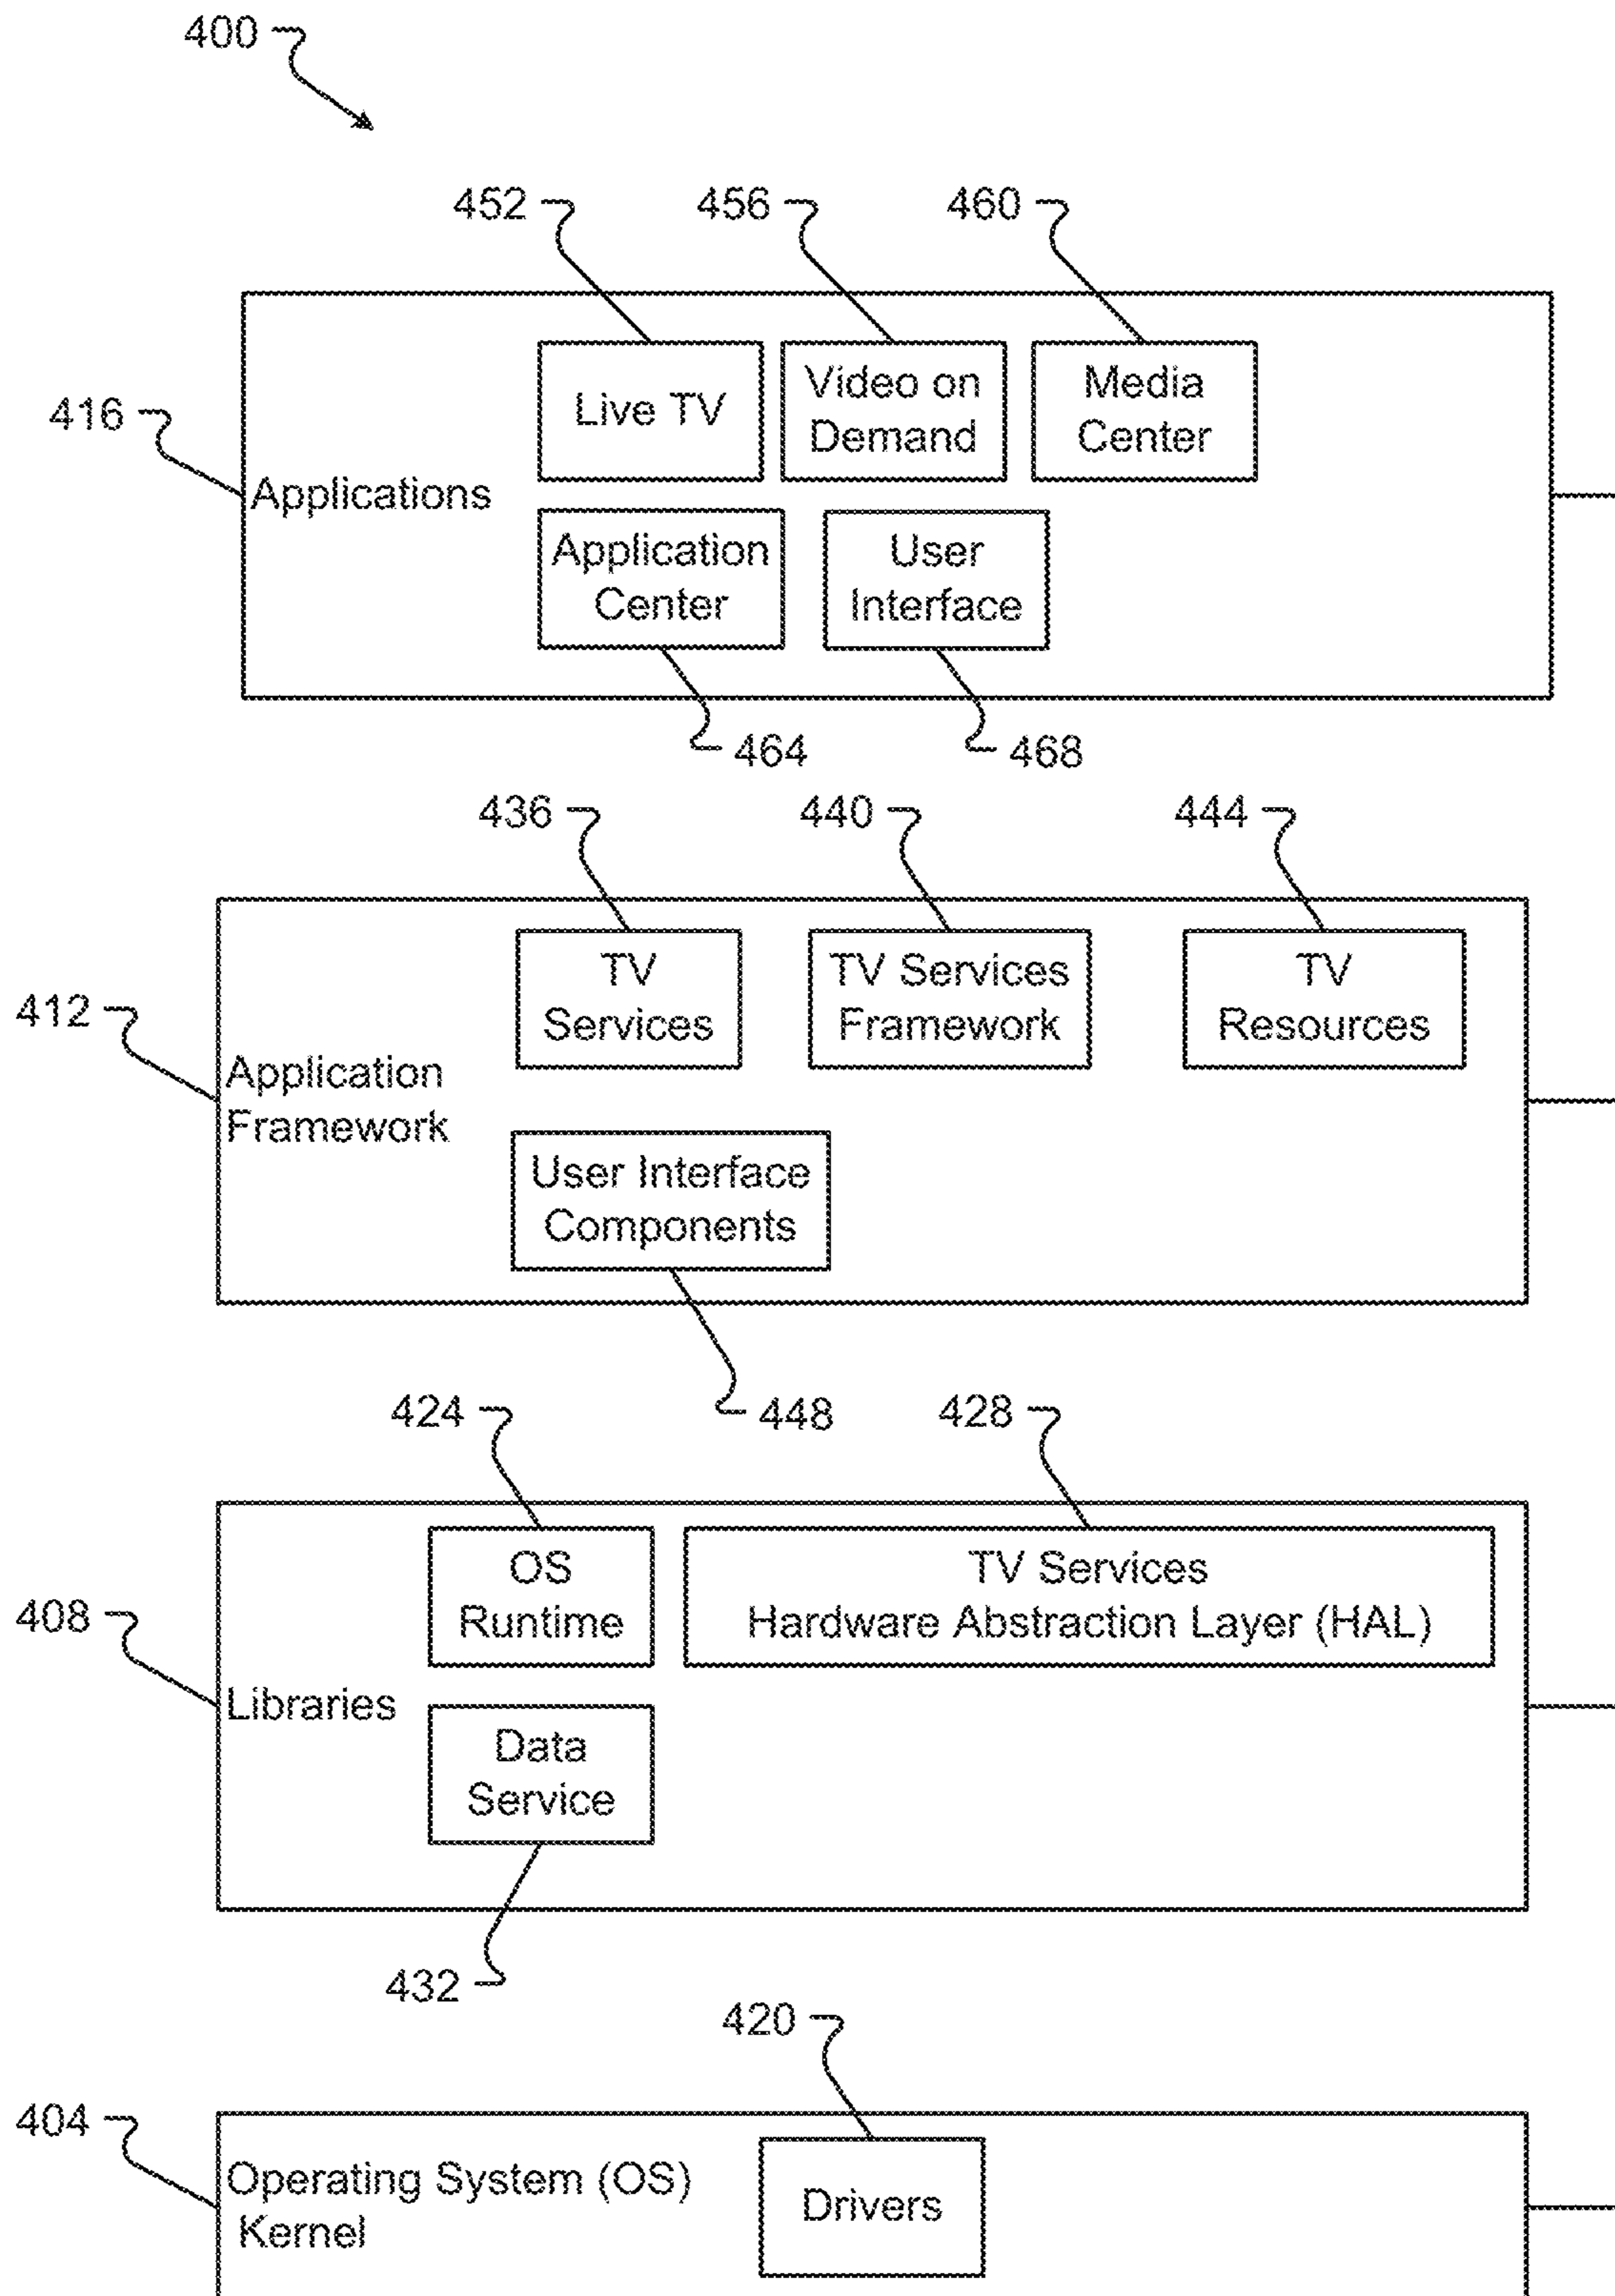 400
452
456
460
416
Applications
Live TV
Video on
Demand
Media
Center
Application
Center
User
Interface
464
468
436
440
444
412
Application
Framework
TV
Services
TV Services
Framework
TV
Resources
User Interface
Components
448
424
428
408
Libraries
OS
Runtime
TV Services
Hardware Abstraction Layer (HAL)
Data
Service
432
420
404
Operating System (OS)
Kernel
Drivers